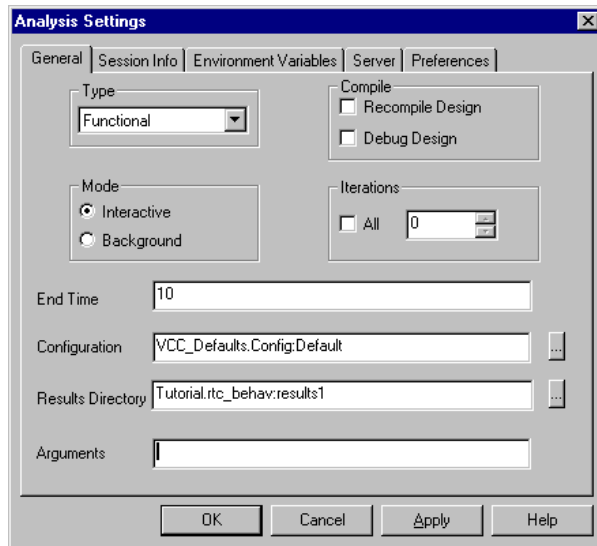 Analysis Settings
General Session Info Environment Variables Server Preferences
Type
Functional
Compile
Recompile Design
Debug Design
Mode
Interactive
Background
Iterations
All 0
End Time 10
Configuration VCC_Defaults.Config:Default ...
Results Directory Tutorial.rtc_behav:results1 ...
Arguments
OK Cancel Apply Help